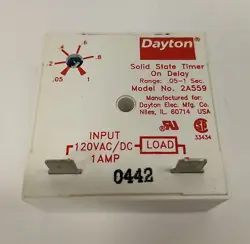 Dayton
Solid State Timer
On Delay
Range: .05-1 Sec.
Model No. 2A559
Manufactured for:
Dayton Elec. Mfg. Co.
Niles, IL. 60714 USA
.2
.6
.8
.05
1
33434
INPUT
120VAC/DC
1AMP
LOAD
0442